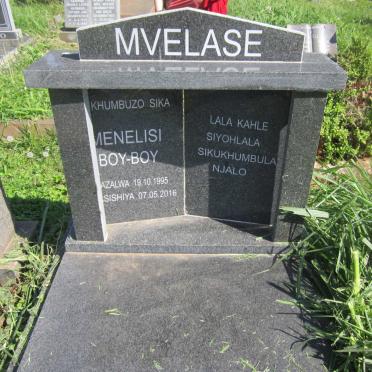 MVELASE
KHUMBUZO SIKA
MENELISI
BOY-BOY
AZALWA 19.10.1995
SISHIYA 07.05.2016
LALA KAHLE
SIYOHLALA
SIKUKHUMBULA
NJALO